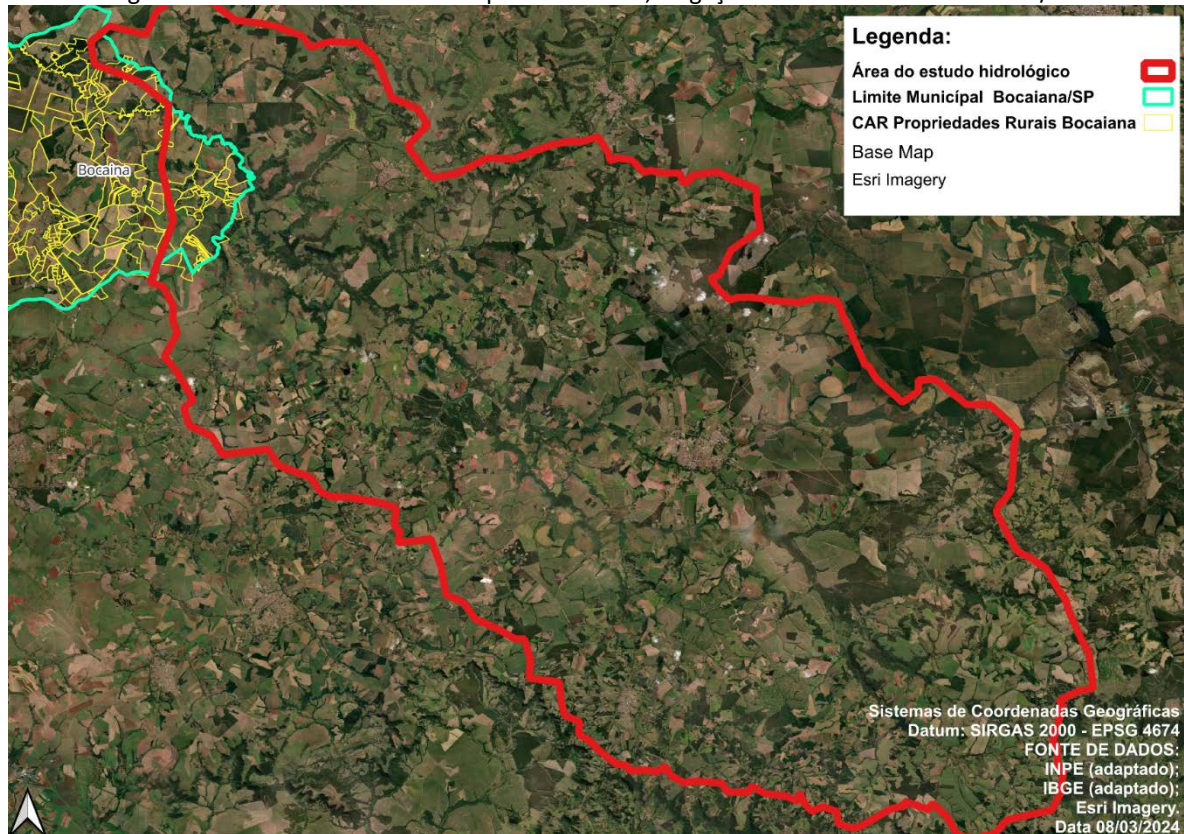 Legenda:
Área do estudo hidrológico
Limite Municípal Bocaiana/SP
CAR Propriedades Rurais Bocaiana
Base Map
Esri Imagery
Bocaina
Sistemas de Coordenadas Geográficas
Datum: SIRGAS 2000 - EPSG 4674
FONTE DE DADOS:
INPE (adaptado);
IBGE (adaptado);
Esri Imagery.
Data 08/03/2024